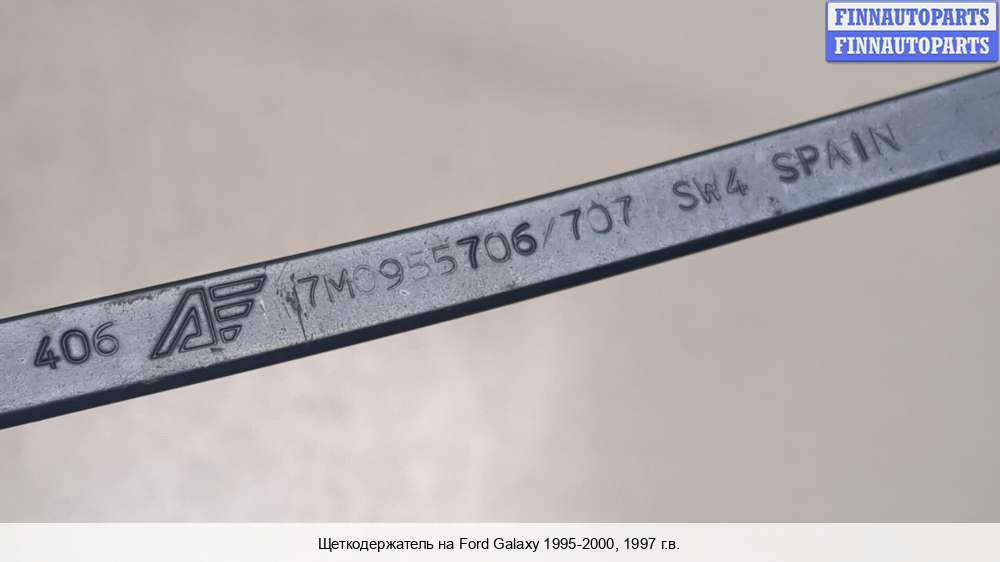 FINNAUTOPARTS
FINNAUTOPARTS
406 7M0955706/707 SW4 SPAIN
Щеткодержатель на Ford Galaxy 1995-2000, 1997 г.в.